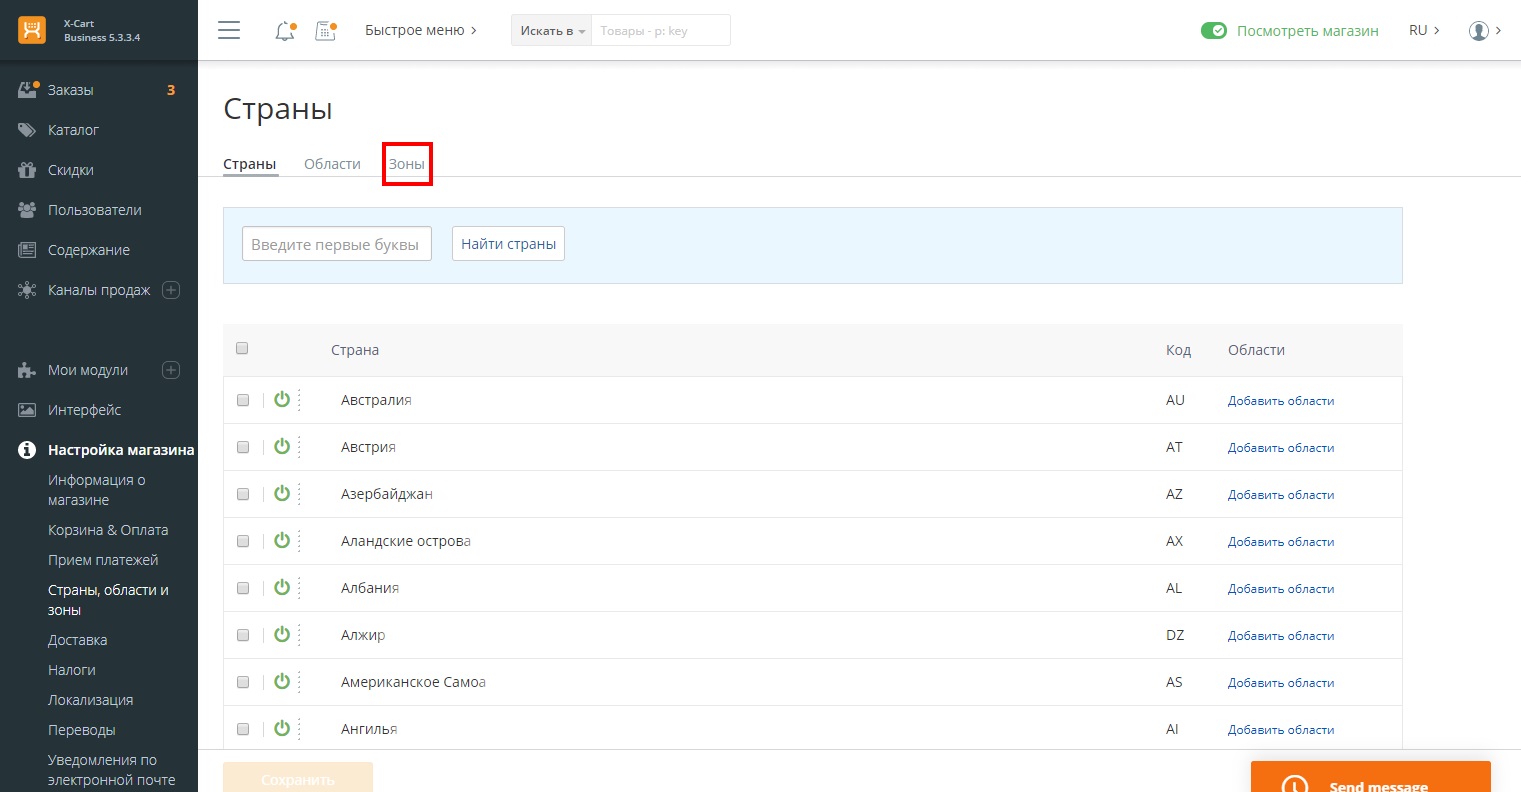 X-Cart
Business 5.3.3.4
Быстрое меню
Искать в
Товары - p: key
Посмотреть магазин
RU
Заказы
3
Каталог
Скидки
Пользователи
Содержание
Каналы продаж
Мои модули
Интерфейс
Настройка магазина
Информация о
магазине
Корзина & Оплата
Прием платежей
Страны, области и
зоны
Доставка
Налоги
Локализация
Переводы
Уведомления по
электронной почте
Страны
Страны
Области
Зоны
Введите первые буквы
Найти страны
Страна Код Области
Австралия AU Добавить области
Австрия AT Добавить области
Азербайджан AZ Добавить области
Аландские острова AX Добавить области
Албания AL Добавить области
Алжир DZ Добавить области
Американское Самоа AS Добавить области
Ангилья AI Добавить области
Сохранить
Send message